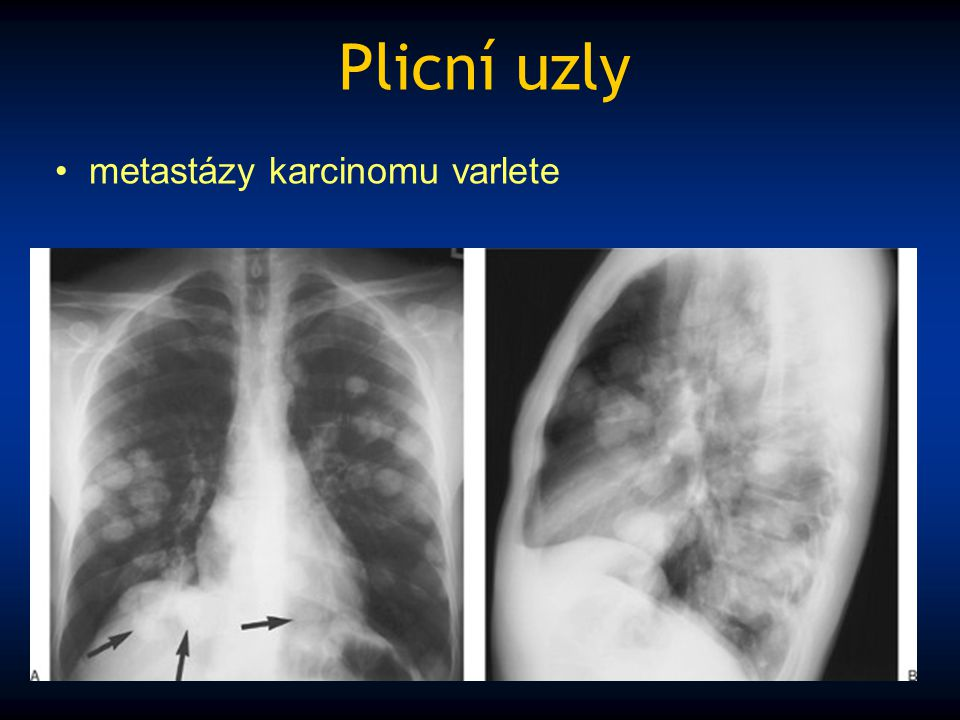 Plicní uzly
• metastázy karcinomu varlete
A
B